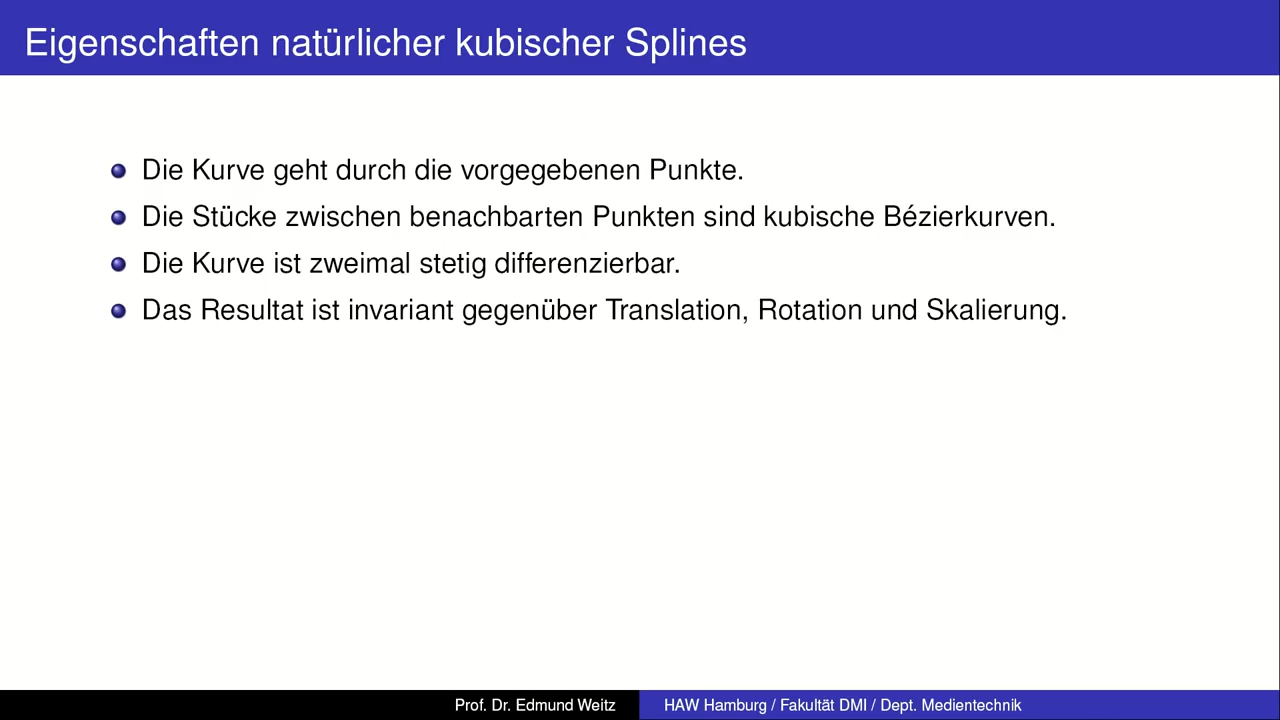 Eigenschaften natürlicher kubischer Splines
Die Kurve geht durch die vorgegebenen Punkte.
Die Stücke zwischen benachbarten Punkten sind kubische Bézierkurven.
Die Kurve ist zweimal stetig differenzierbar.
Das Resultat ist invariant gegenüber Translation, Rotation und Skalierung.
Prof. Dr. Edmund Weitz
HAW Hamburg / Fakultät DMI / Dept. Medientechnik